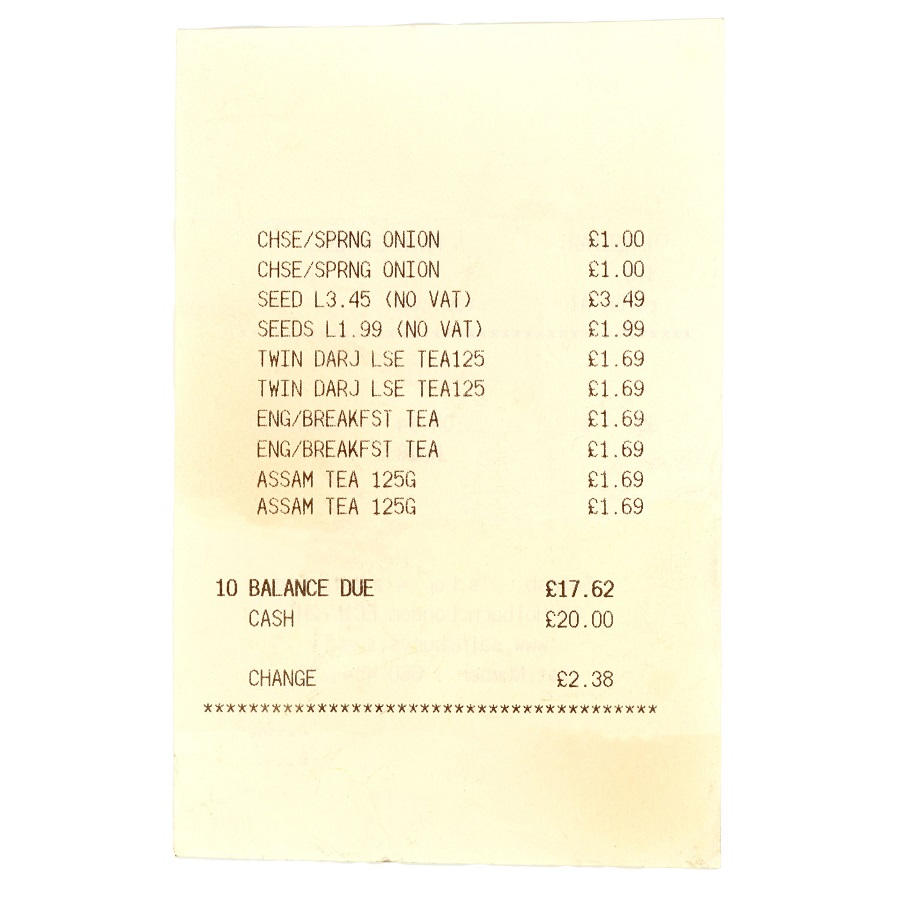 CHSE/SPRNG ONION £1.00
CHSE/SPRNG ONION £1.00
SEED L3.45 (NO VAT) £3.49
SEEDS L1.99 (NO VAT) £1.99
TWIN DARJ LSE TEA125 £1.69
TWIN DARJ LSE TEA125 £1.69
ENG/BREAKFST TEA £1.69
ENG/BREAKFST TEA £1.69
ASSAM TEA 125G £1.69
ASSAM TEA 125G £1.69
10 BALANCE DUE £17.62
CASH £20.00
CHANGE £2.38
****************************************